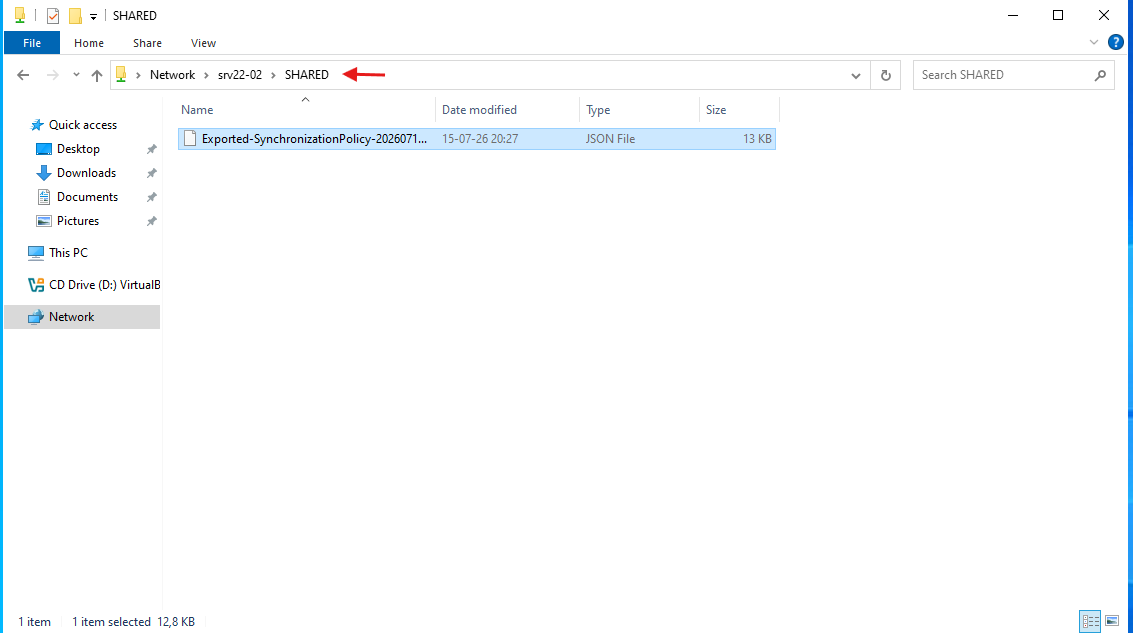 SHARED
File Home Share View
Network srv22-02 SHARED Search SHARED
Name Date modified Type Size
Exported-SynchronizationPolicy-2026071... 15-07-26 20:27 JSON File 13 KB
Quick access
Desktop
Downloads
Documents
Pictures
This PC
CD Drive (D:) VirtualB
Network
1 item 1 item selected 12,8 KB